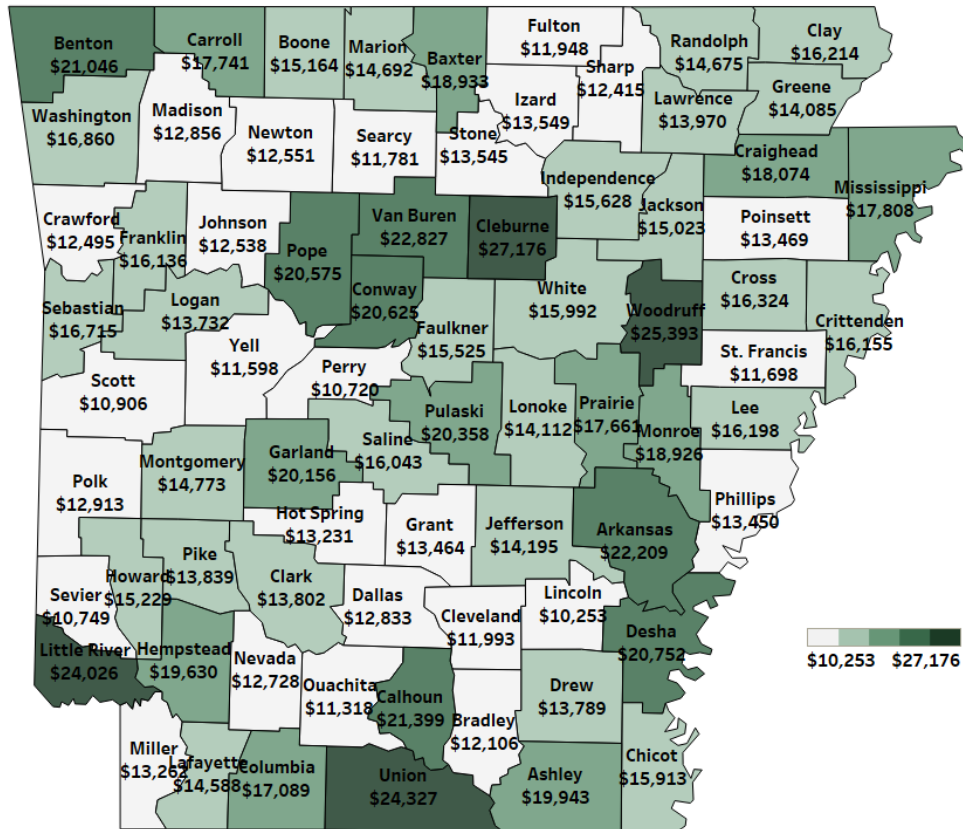 Benton
$21,046
Carroll
$17,741
Boone
$15,164
Marion
$14,692
Baxter
$18,933
Fulton
$11,948
Sharp
$12,415
Randolph
$14,675
Clay
$16,214
Washington
$16,860
Madison
$12,856
Newton
$12,551
Searcy
$11,781
Stone
$13,545
Izard
$13,549
Lawrence
$13,970
Greene
$14,085
Crawford
$12,495
Franklin
$16,136
Johnson
$12,538
Pope
$20,575
Van Buren
$22,827
Cleburne
$27,176
Independence
$15,628
Jackson
$15,023
Craighead
$18,074
Mississippi
$17,808
Poinsett
$13,469
Sebastian
$16,715
Logan
$13,732
Conway
$20,625
Faulkner
$15,525
White
$15,992
Woodruff
$25,393
Cross
$16,324
Crittenden
$16,155
Scott
$10,906
Yell
$11,598
Perry
$10,720
Pulaski
$20,358
Lonoke
$14,112
Prairie
$17,661
Monroe
$18,926
St. Francis
$11,698
Lee
$16,198
Polk
$12,913
Montgomery
$14,773
Garland
$20,156
Saline
$16,043
Hot Spring
$13,231
Grant
$13,464
Jefferson
$14,195
Arkansas
$22,209
Phillips
$13,450
Sevier
$10,749
Howard
$15,229
Pike
$13,839
Clark
$13,802
Dallas
$12,833
Cleveland
$11,993
Lincoln
$10,253
Desha
$20,752
Little River
$24,026
Hempstead
$19,630
Nevada
$12,728
Ouachita
$11,318
Calhoun
$21,399
Bradley
$12,106
Drew
$13,789
Miller
$13,262
Lafayette
$14,588
Columbia
$17,089
Union
$24,327
Ashley
$19,943
Chicot
$15,913
$10,253 $27,176